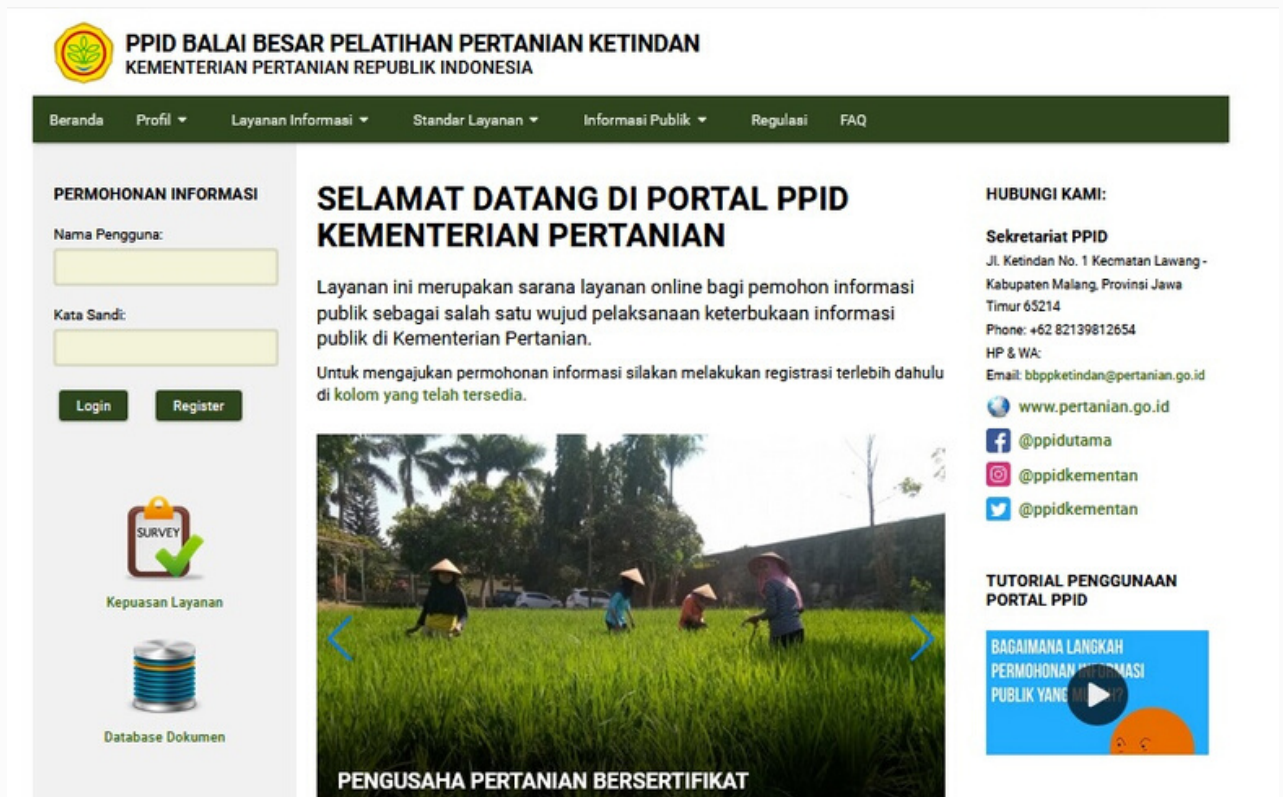 PPID BALAI BESAR PELATIHAN PERTANIAN KETINDAN
KEMENTERIAN PERTANIAN REPUBLIK INDONESIA
Beranda Profil Layanan Informasi Standar Layanan Informasi Publik Regulasi FAQ
PERMOHONAN INFORMASI
Nama Pengguna:
Kata Sandi:
Login Register
SURVEY
Kepuasan Layanan
Database Dokumen
SELAMAT DATANG DI PORTAL PPID
KEMENTERIAN PERTANIAN
Layanan ini merupakan sarana layanan online bagi pemohon informasi
publik sebagai salah satu wujud pelaksanaan keterbukaan informasi
publik di Kementerian Pertanian.
Untuk mengajukan permohonan informasi silakan melakukan registrasi terlebih dahulu
di kolom yang telah tersedia.
PENGUSAHA PERTANIAN BERSERTIFIKAT
HUBUNGI KAMI:
Sekretariat PPID
Jl. Ketindan No. 1 Kecmatan Lawang -
Kabupaten Malang, Provinsi Jawa
Timur 65214
Phone: +62 82139812654
HP & WA:
Email: bbppketindan@pertanian.go.id
www.pertanian.go.id
@ppidutama
@ppidkementan
@ppidkementan
TUTORIAL PENGGUNAAN
PORTAL PPID
BAGAIMANA LANGKAH
PERMOHONAN INFORMASI
PUBLIK YANG